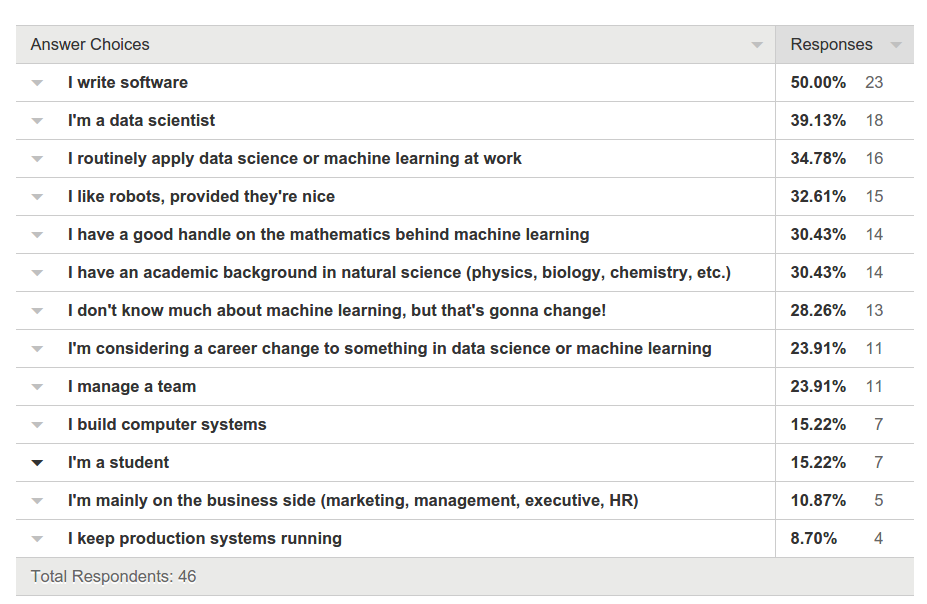 Answer Choices Responses
I write software 50.00% 23
I'm a data scientist 39.13% 18
I routinely apply data science or machine learning at work 34.78% 16
I like robots, provided they're nice 32.61% 15
I have a good handle on the mathematics behind machine learning 30.43% 14
I have an academic background in natural science (physics, biology, chemistry, etc.) 30.43% 14
I don't know much about machine learning, but that's gonna change! 28.26% 13
I'm considering a career change to something in data science or machine learning 23.91% 11
I manage a team 23.91% 11
I build computer systems 15.22% 7
I'm a student 15.22% 7
I'm mainly on the business side (marketing, management, executive, HR) 10.87% 5
I keep production systems running 8.70% 4
Total Respondents: 46